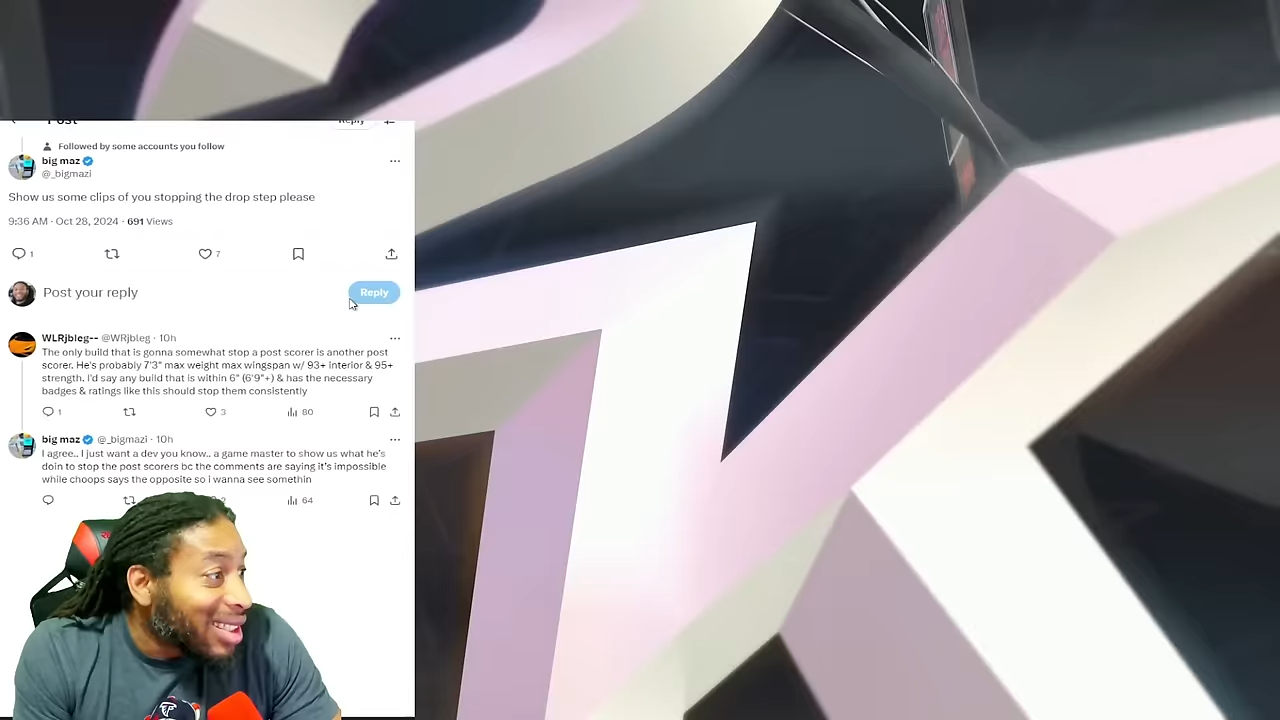 Post
Reply
Followed by some accounts you follow
big maz
@_bigmazi
Show us some clips of you stopping the drop step please
9:36 AM · Oct 28, 2024 · 691 Views
1
7
Post your reply
Reply
WLRjbleg-- @WRjbleg · 10h
The only build that is gonna somewhat stop a post scorer is another post
scorer. He's probably 7'3" max weight max wingspan w/ 93+ interior & 95+
strength. I'd say any build that is within 6" (6'9"+) & has the necessary
badges & ratings like this should stop them consistently
1
3
80
big maz @_bigmazi · 10h
I agree.. I just want a dev you know.. a game master to show us what he's
doin to stop the post scorers bc the comments are saying it's impossible
while choops says the opposite so i wanna see somethin
2
64